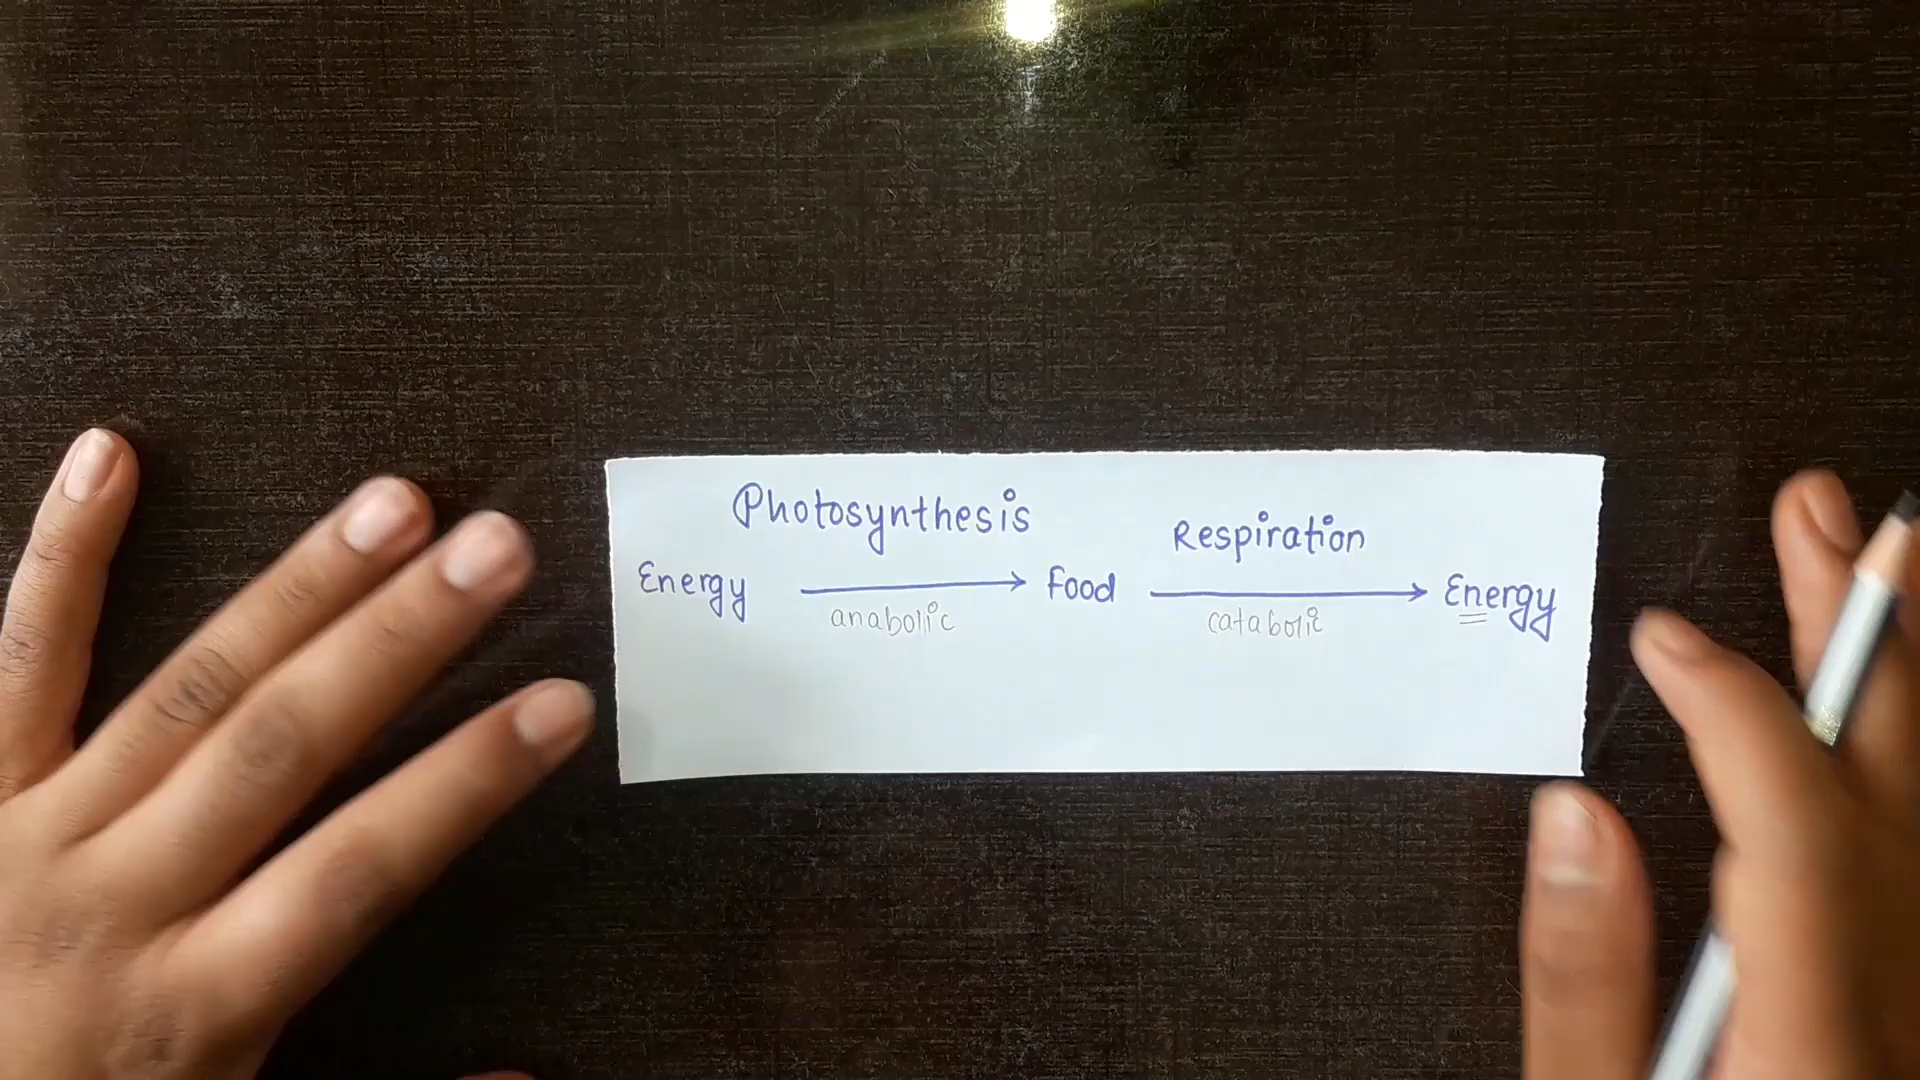 Photosynthesis
Respiration
Energy → Food → Energy
anabolic
catabolic